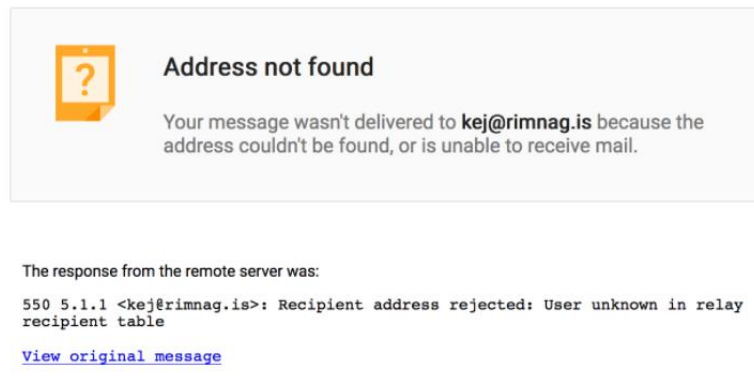 ?
Address not found
Your message wasn't delivered to kej@rimnag.is because the
address couldn't be found, or is unable to receive mail.
The response from the remote server was:
550 5.1.1 <kej@rimnag.is>: Recipient address rejected: User unknown in relay
recipient table
View original message